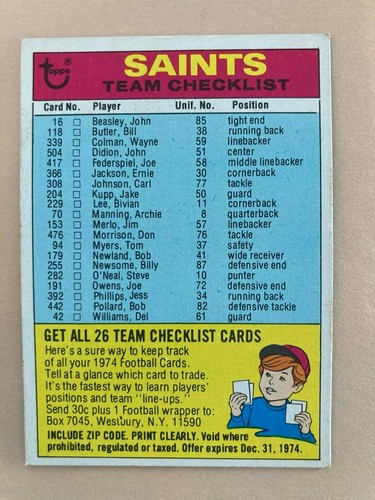 topps ®
SAINTS
TEAM CHECKLIST
Card No. Player Unif. No. Position
16 □ Beasley, John 85 tight end
118 □ Butler, Bill 38 running back
339 □ Colman, Wayne 59 linebacker
504 □ Didion, John 51 center
417 □ Federspiel, Joe 58 middle linebacker
366 □ Jackson, Ernie 30 cornerback
308 □ Johnson, Carl 77 tackle
204 □ Kupp, Jake 50 guard
229 □ Lee, Bivian 11 cornerback
70 □ Manning, Archie 8 quarterback
153 □ Merlo, Jim 57 linebacker
476 □ Morrison, Don 76 tackle
94 □ Myers, Tom 37 safety
179 □ Newland, Bob 41 wide receiver
255 □ Newsome, Billy 87 defensive end
282 □ O'Neal, Steve 10 punter
191 □ Owens, Joe 72 defensive end
392 □ Phillips, Jess 34 running back
442 □ Pollard, Bob 82 defensive tackle
42 □ Williams, Del 61 guard
GET ALL 26 TEAM CHECKLIST CARDS
Here's a sure way to keep track
of all your 1974 Football Cards.
Tell at a glance which card to trade.
It's the fastest way to learn players'
positions and team "line-ups."
Send 30c plus 1 Football wrapper to:
Box 7045, Westbury, N.Y. 11590
INCLUDE ZIP CODE. PRINT CLEARLY. Void where
prohibited, regulated or taxed. Offer expires Dec. 31, 1974.